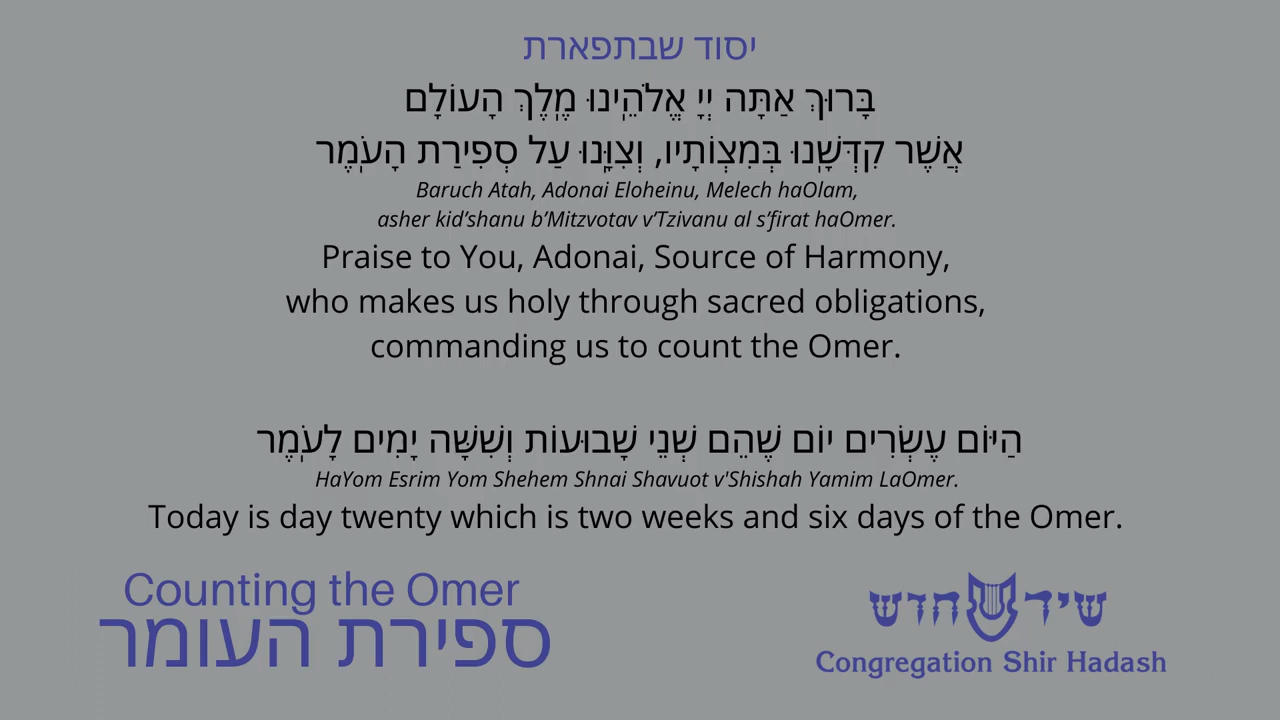 יסוד שבתפארת
בָּרוּךְ אַתָּה יְיָ אֱלֹהֵֽינוּ מֶֽלֶךְ הָעוֹלָם
אֲשֶׁר קִדְּשָֽׁנוּ בְּמִצְוֹתָיו, וְצִוָּֽנוּ עַל סְפִירַת הָעֹֽמֶר
Baruch Atah, Adonai Eloheinu, Melech haOlam,
asher kid’shanu b’Mitzvotav v’Tzivanu al s’firat haOmer.
Praise to You, Adonai, Source of Harmony,
who makes us holy through sacred obligations,
commanding us to count the Omer.
הַיּוֹם עֶשְׂרִים יוֹם שֶׁהֵם שְׁנֵי שָׁבוּעוֹת וְשִׁשָּׁה יָמִים לָעֹֽמֶר
HaYom Esrim Yom Shehem Shnai Shavuot v'Shishah Yamim LaOmer.
Today is day twenty which is two weeks and six days of the Omer.
Counting the Omer
ספירת העומר
שיר חדש
Congregation Shir Hadash